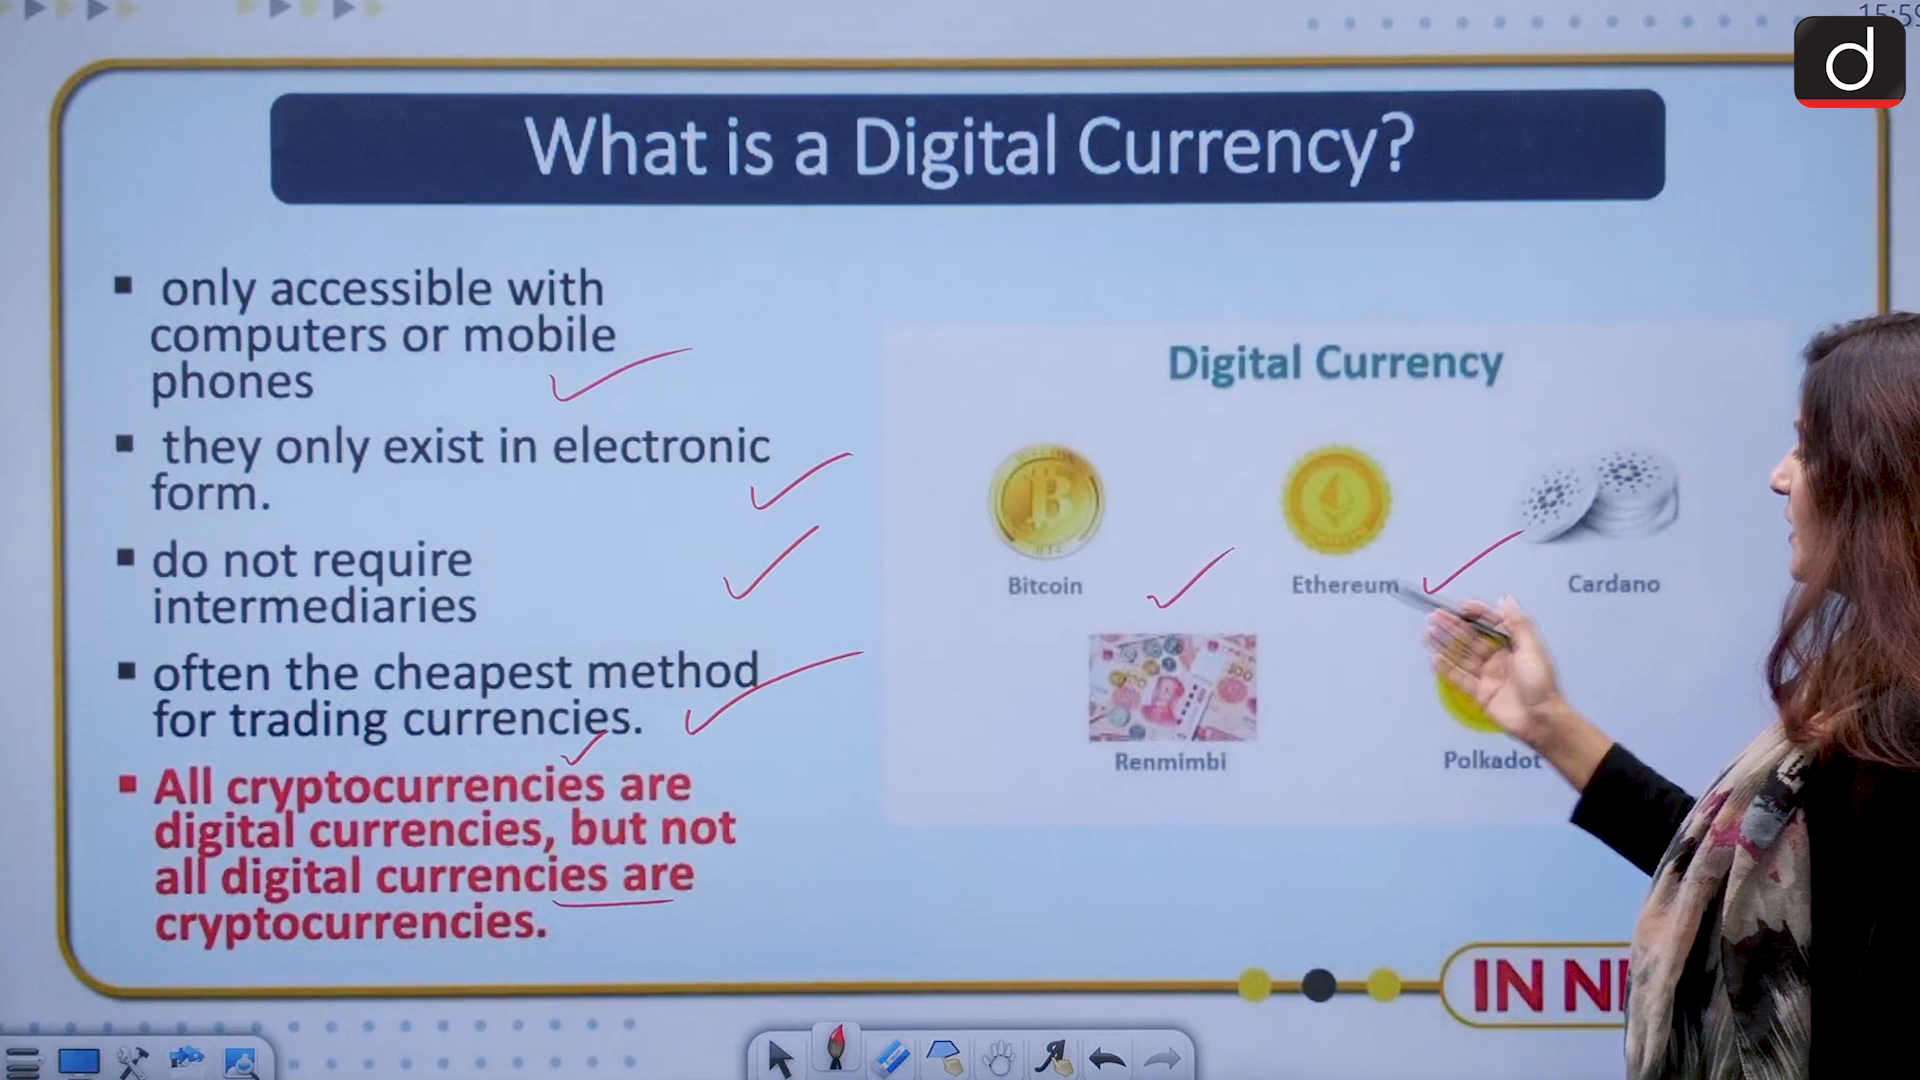 15:59
d
What is a Digital Currency?
only accessible with
computers or mobile
phones
they only exist in electronic
form.
do not require
intermediaries
often the cheapest method
for trading currencies.
All cryptocurrencies are
digital currencies, but not
all digital currencies are
cryptocurrencies.
Digital Currency
Bitcoin
Ethereum
Cardano
Renmimbi
Polkadot
IN